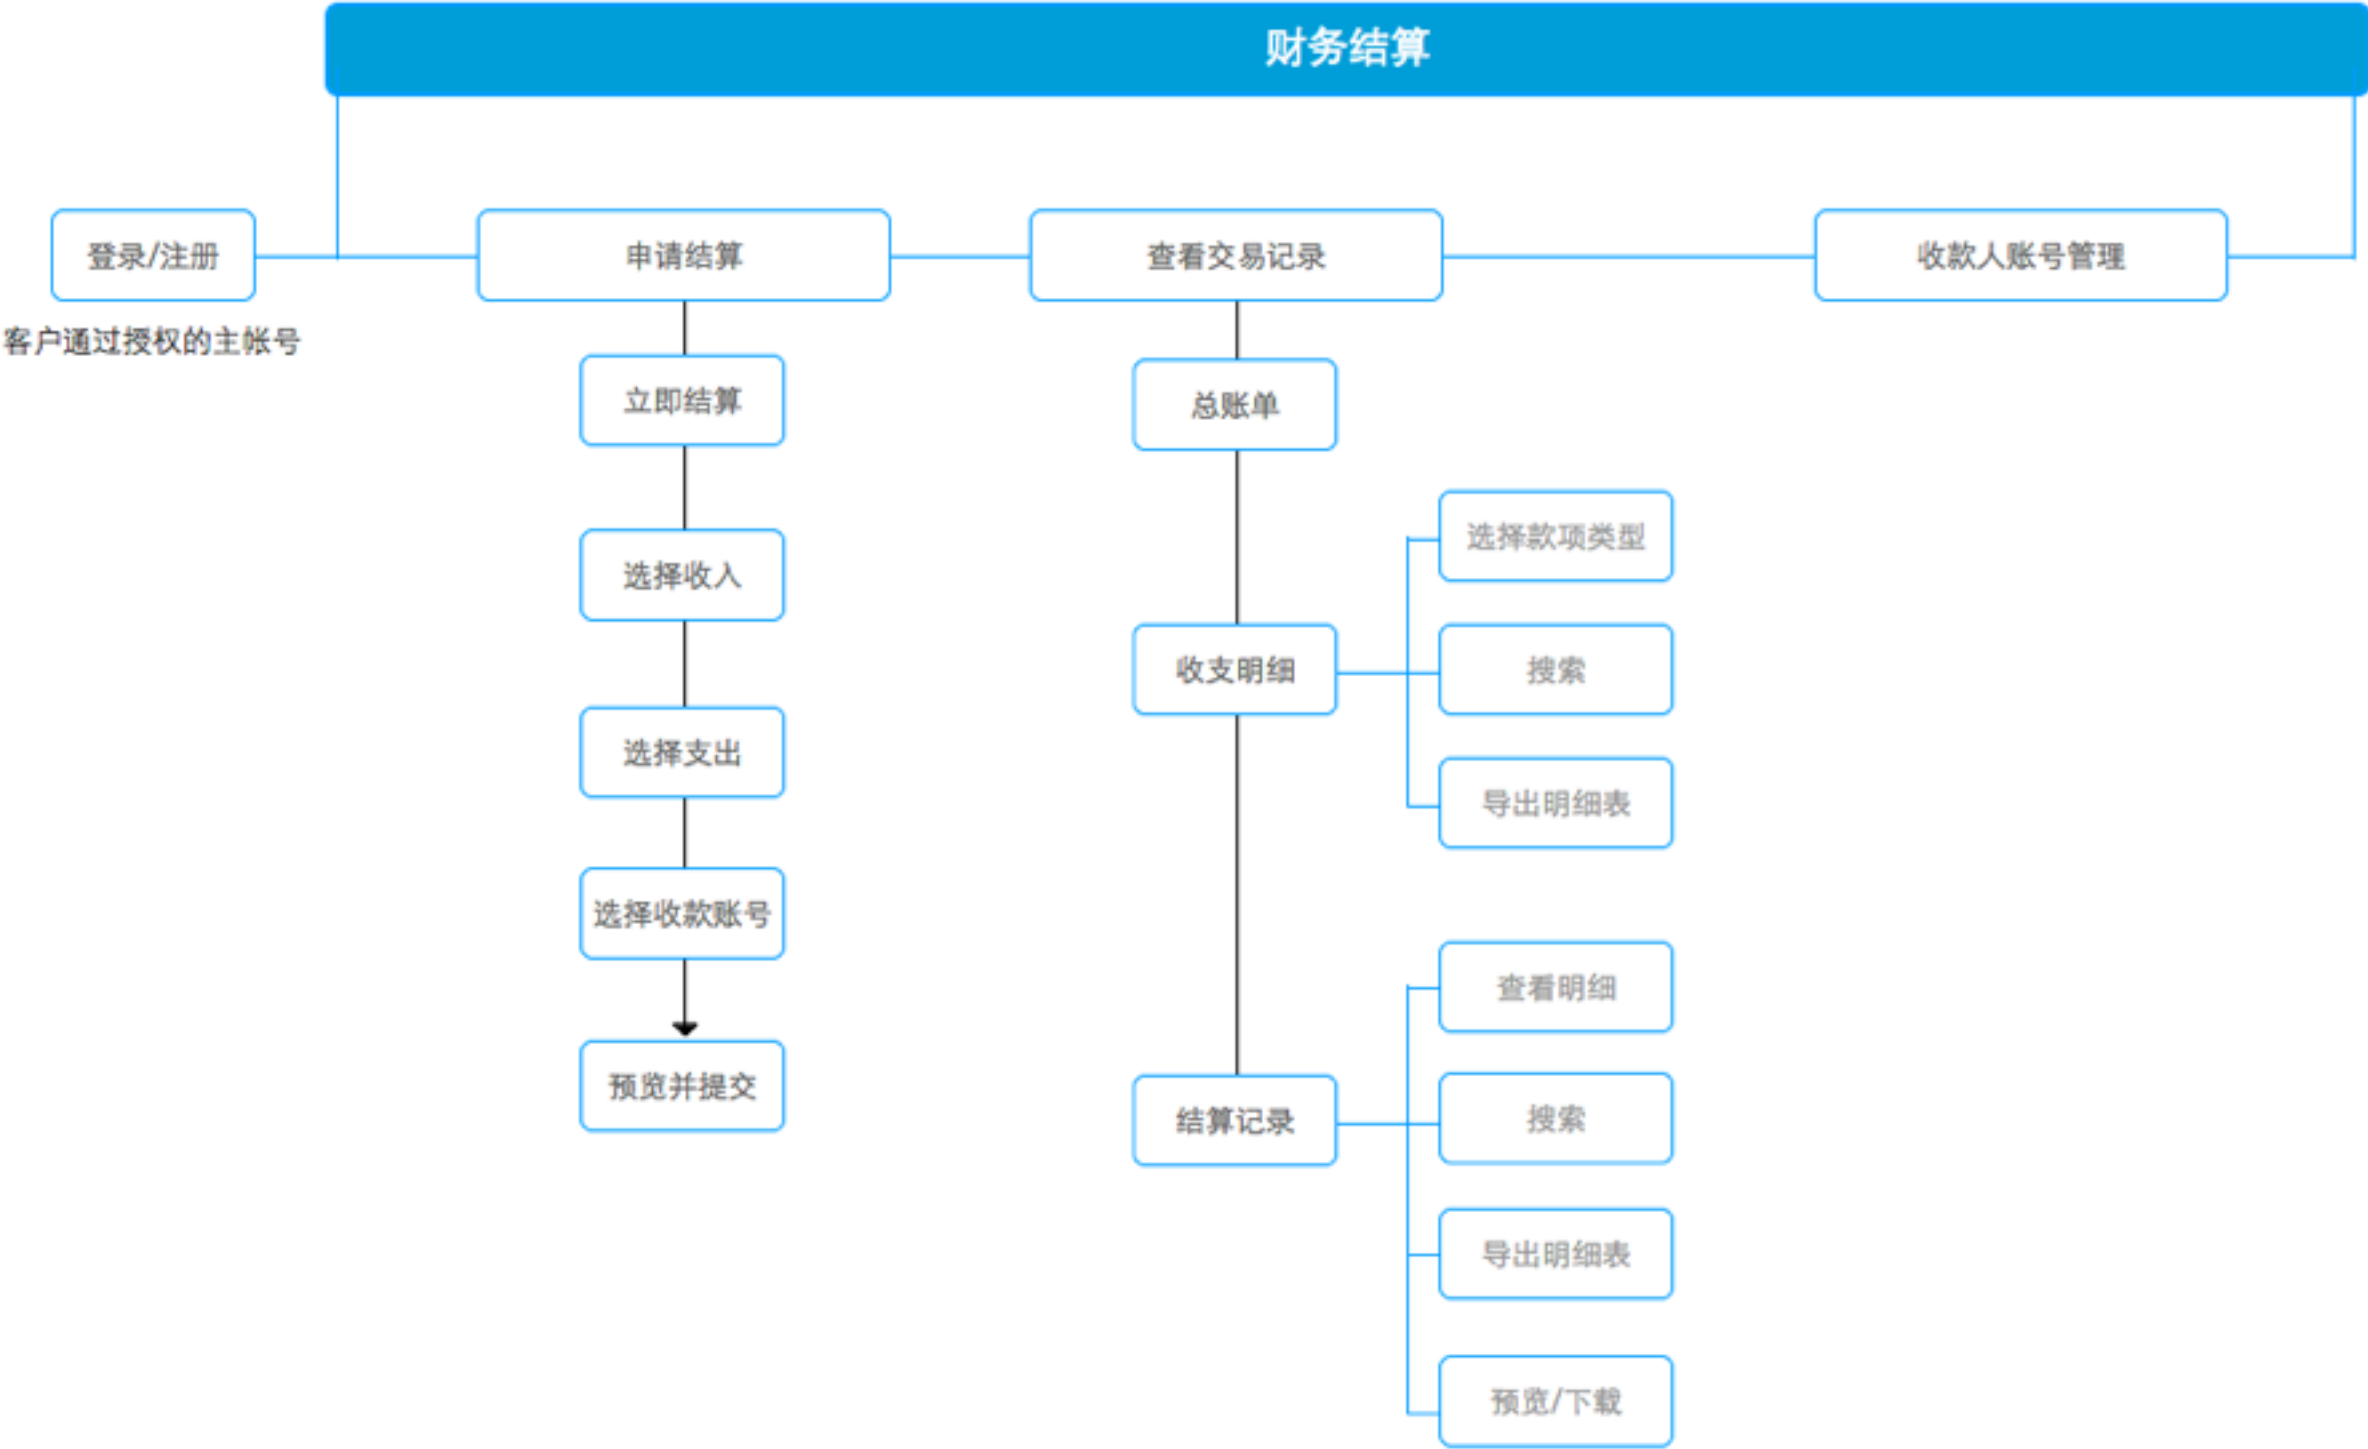 财务结算
登录/注册
申请结算
查看交易记录
收款人账号管理
客户通过授权的主帐号
立即结算
选择收入
选择支出
选择收款账号
预览并提交
总账单
收支明细
选择款项类型
搜索
导出明细表
结算记录
查看明细
搜索
导出明细表
预览/下载